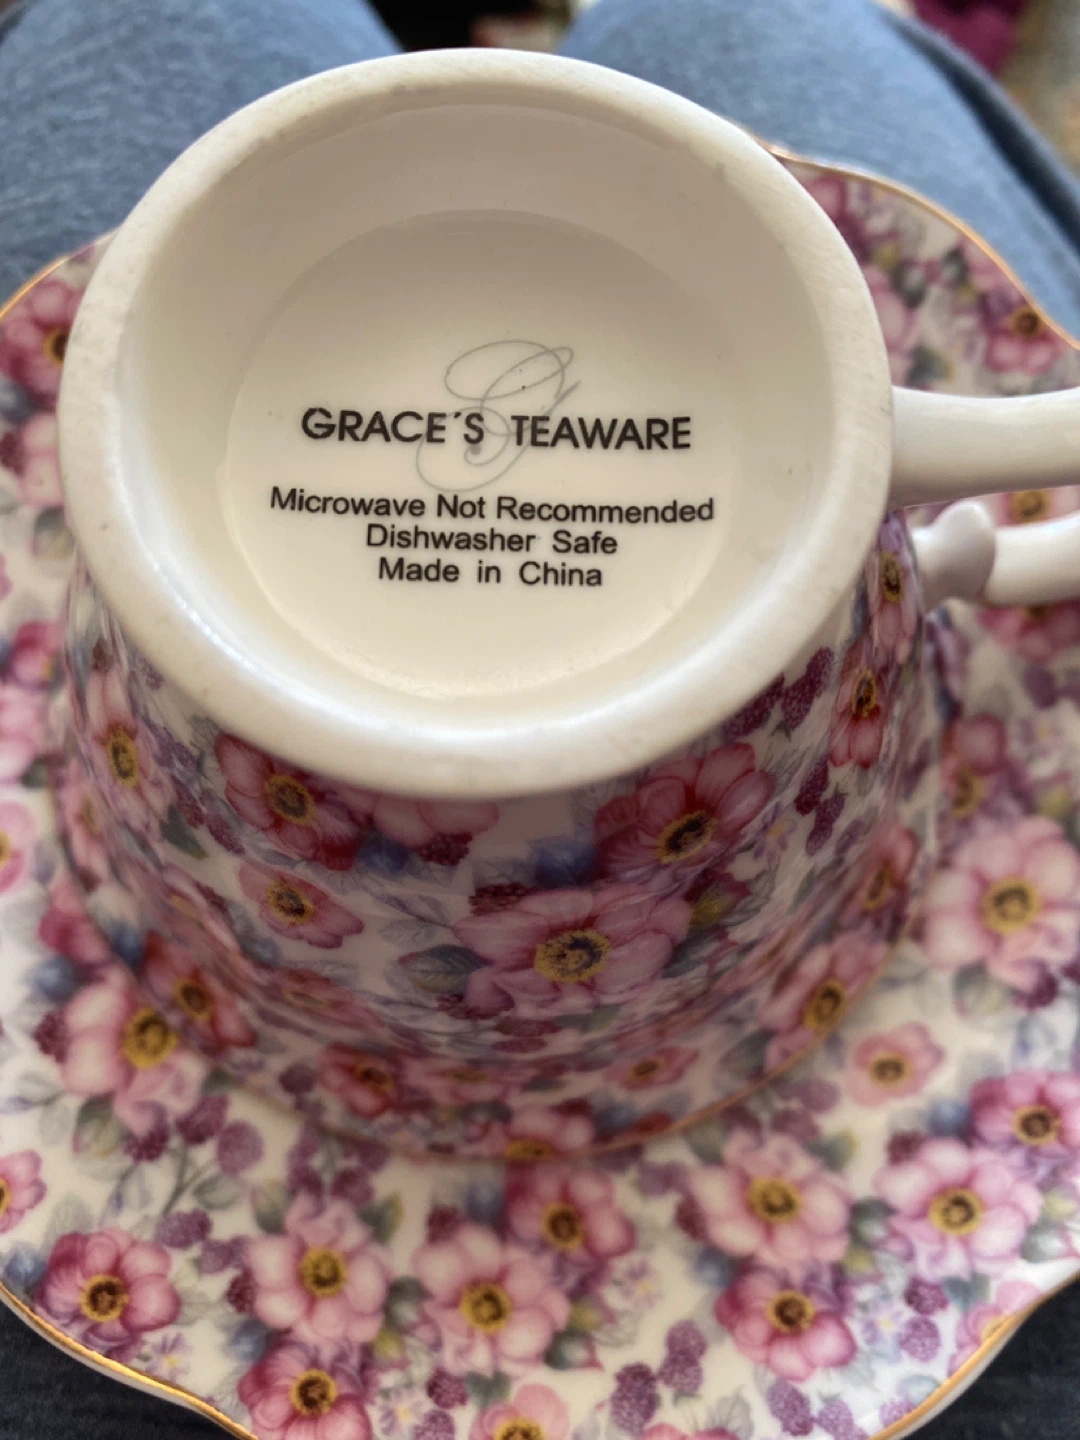 GRACE´S TEAWARE
Microwave Not Recommended
Dishwasher Safe
Made in China